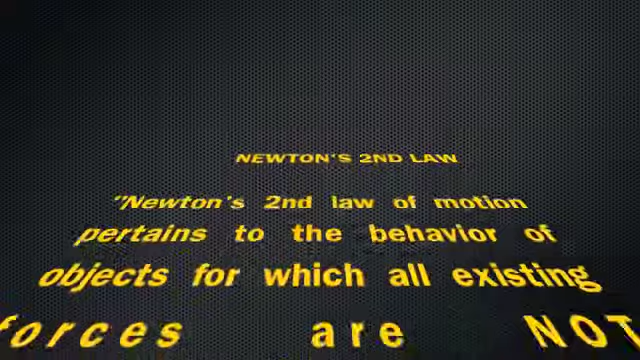 NEWTON'S 2ND LAW
"Newton's 2nd law of motion
pertains to the behavior of
objects for which all existing
forces are NOT